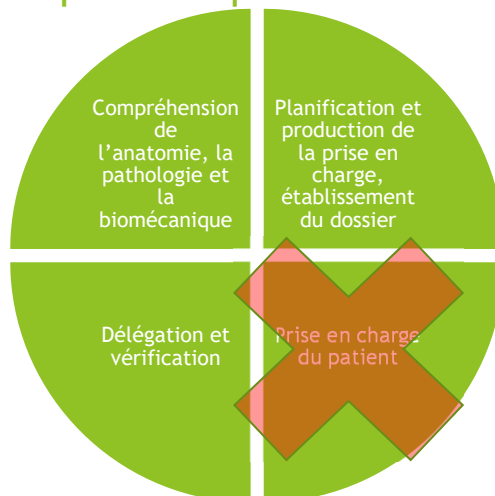 Compréhension
de
l'anatomie, la
pathologie et
la
biomécanique
Planification et
production de
la prise en
charge,
établissement
du dossier
Délégation et
vérification
Prise en charge
du patient